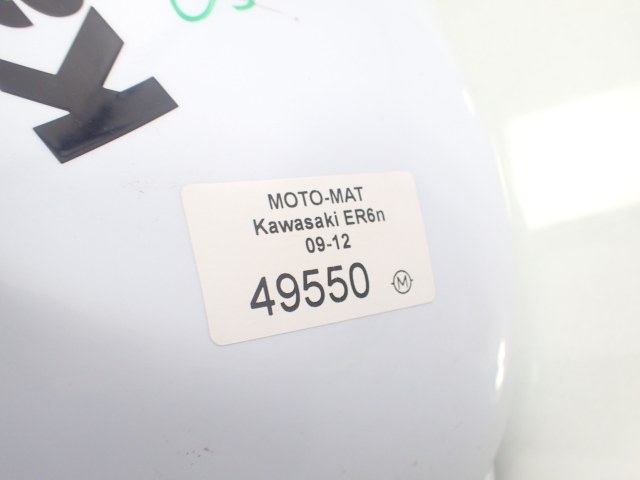 MOTO-MAT
Kawasaki ER6n
09-12
49550
M